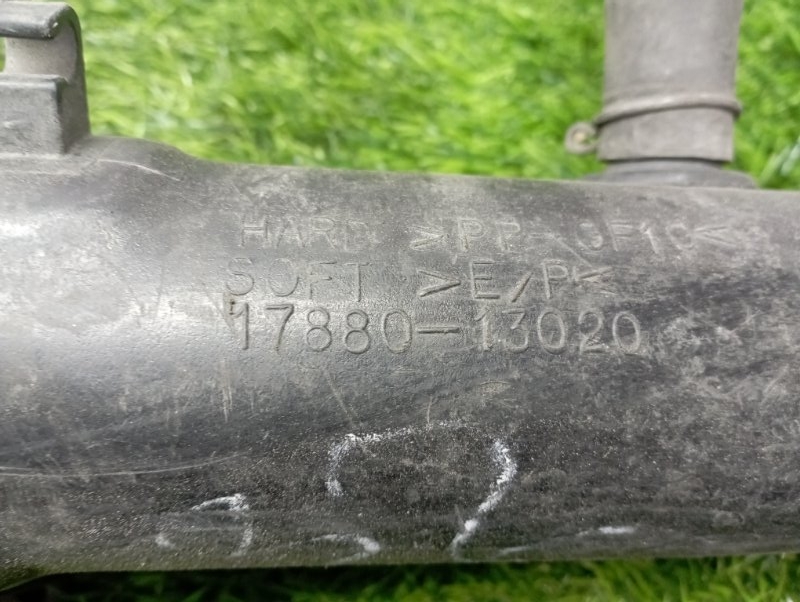 HARD >PP-GF10<
SOFT >E/P<
17880-13020